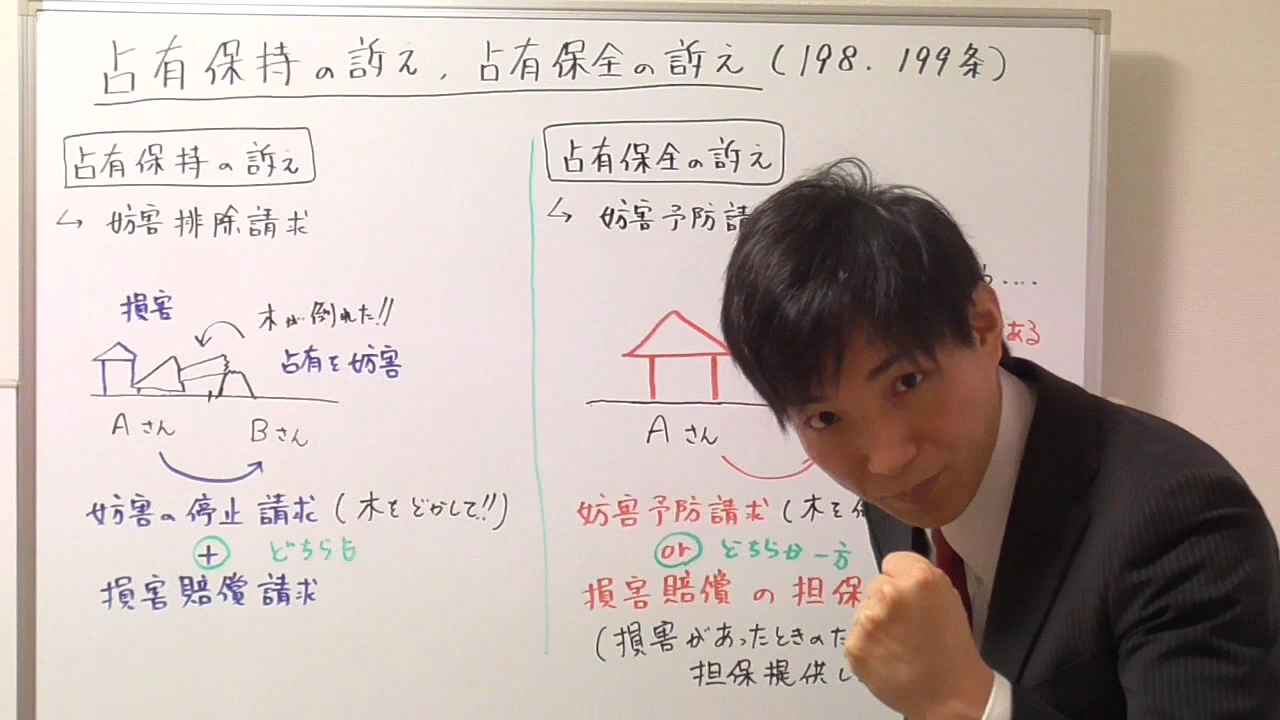 占有保持の訴え、占有保全の訴え(198.199条)
占有保持の訴え
↳ 妨害排除請求
損害
木が倒れた!!
占有を妨害
Aさん
Bさん
妨害の停止請求(木をどかして!!)
+ どちらも
損害賠償請求
占有保全の訴え
↳ 妨害予防請
ある
Aさん
妨害予防請求(木を
or どちらか一方
損害賠償の担保
(損害があったときのた
担保提供し